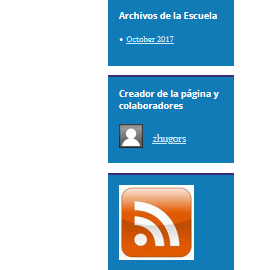 Archivos de la Escuela
• October 2017
Creador de la página y
colaboradores
zhugors